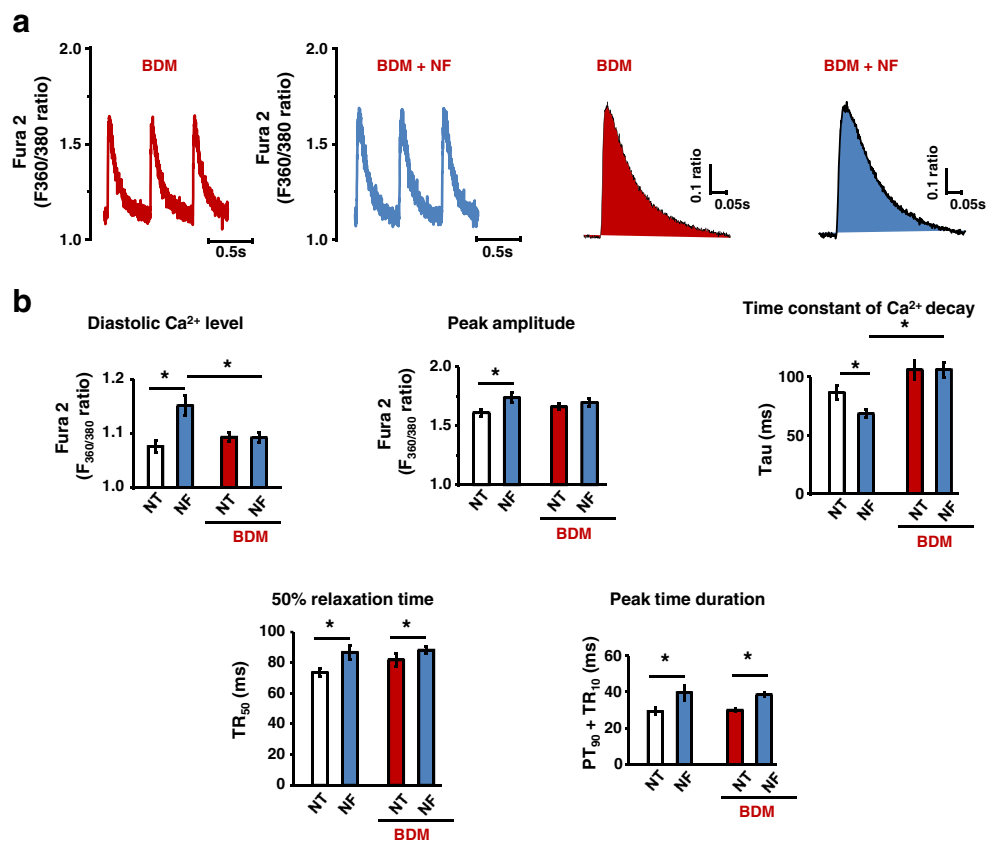 a
2.0
1.5
1.0
Fura 2
(F360/380 ratio)
BDM
0.5s
2.0
1.5
1.0
Fura 2
(F360/380 ratio)
BDM + NF
0.5s
BDM
0.1 ratio
0.05s
BDM + NF
0.1 ratio
0.05s
b
Diastolic Ca²⁺ level
Fura 2
(F₃₆₀/₃₈₀ ratio)
1.2
1.1
1.0
*
*
NT
NF
NT
NF
BDM
Peak amplitude
Fura 2
(F₃₆₀/₃₈₀ ratio)
2.0
1.5
1.0
*
NT
NF
NT
NF
BDM
Time constant of Ca²⁺ decay
Tau (ms)
100
50
0
*
*
NT
NF
NT
NF
BDM
50% relaxation time
TR₅₀ (ms)
100
80
60
40
20
0
*
*
NT
NF
NT
NF
BDM
Peak time duration
PT₉₀ + TR₁₀ (ms)
60
40
20
0
*
*
NT
NF
NT
NF
BDM